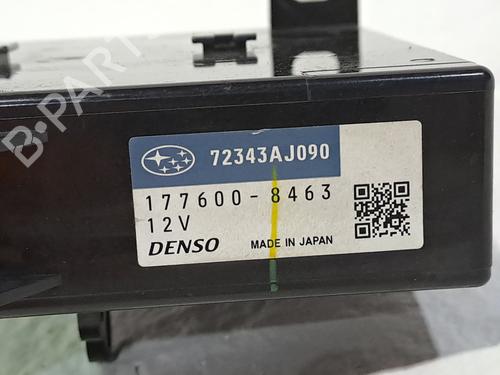 B-PARTS
72343AJ090
177600-8463
12V
DENSO MADE IN JAPAN